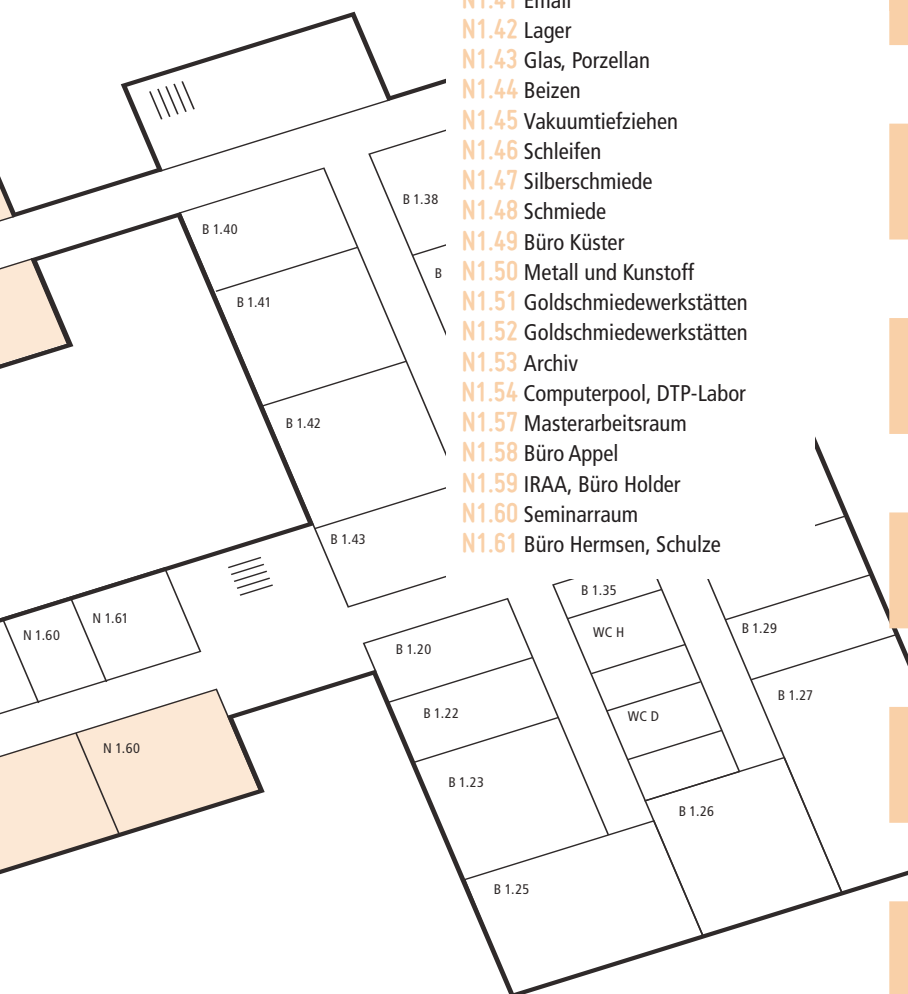 N1.41 Email
N1.42 Lager
N1.43 Glas, Porzellan
N1.44 Beizen
N1.45 Vakuumtiefziehen
N1.46 Schleifen
N1.47 Silberschmiede
N1.48 Schmiede
N1.49 Büro Küster
N1.50 Metall und Kunstoff
N1.51 Goldschmiedewerkstätten
N1.52 Goldschmiedewerkstätten
N1.53 Archiv
N1.54 Computerpool, DTP-Labor
N1.57 Masterarbeitsraum
N1.58 Büro Appel
N1.59 IRAA, Büro Holder
N1.60 Seminarraum
N1.61 Büro Hermsen, Schulze
B 1.38
B 1.40
B
B 1.41
B 1.42
B 1.43
B 1.35
N 1.61
WC H
B 1.29
N 1.60
B 1.20
B 1.27
B 1.22
WC D
N 1.60
B 1.23
B 1.26
B 1.25